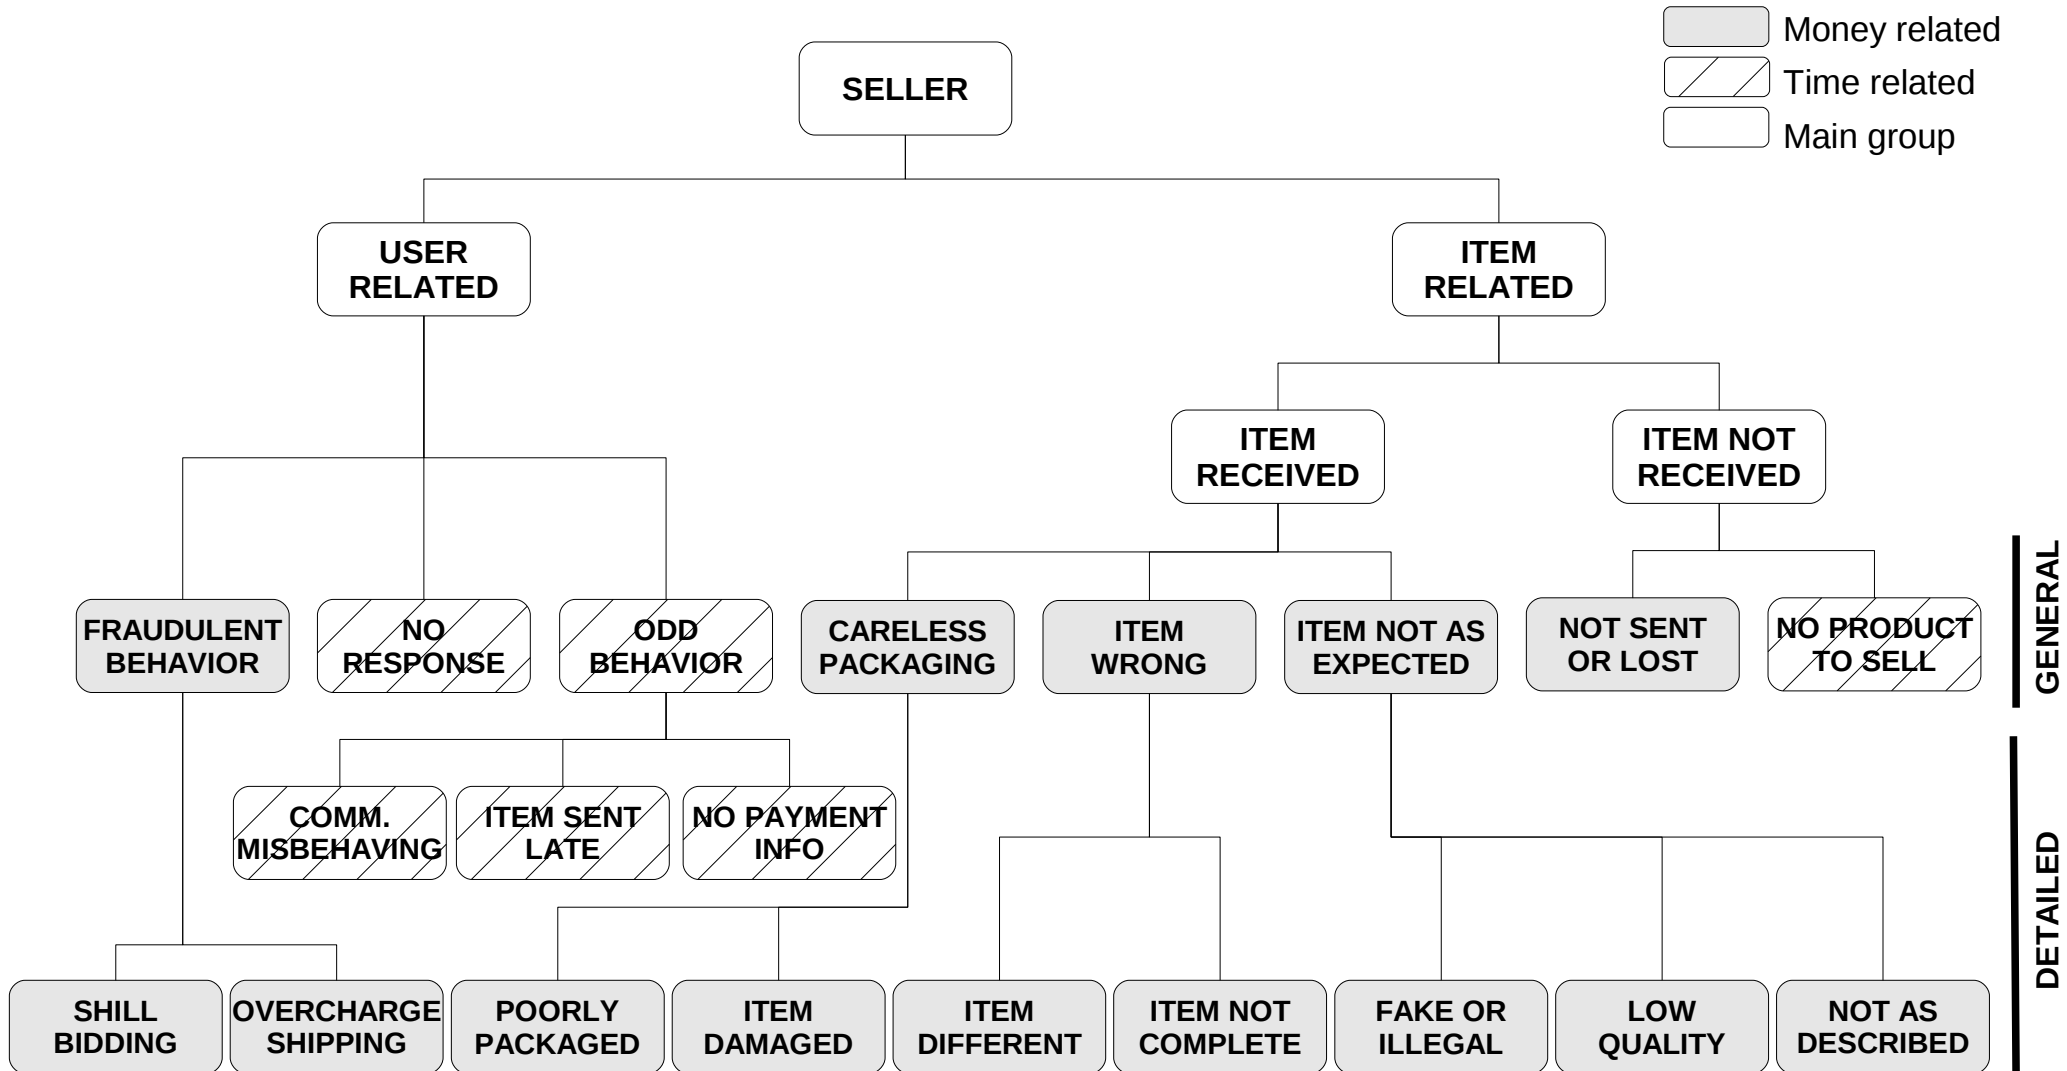 Money related
Time related
Main group
SELLER
USER
RELATED
ITEM
RELATED
ITEM
RECEIVED
ITEM NOT
RECEIVED
FRAUDULENT
BEHAVIOR
NO
RESPONSE
ODD
BEHAVIOR
CARELESS
PACKAGING
ITEM
WRONG
ITEM NOT AS
EXPECTED
NOT SENT
OR LOST
NO PRODUCT
TO SELL
GENERAL
COMM.
MISBEHAVING
ITEM SENT
LATE
NO PAYMENT
INFO
DETAILED
SHILL
BIDDING
OVERCHARGE
SHIPPING
POORLY
PACKAGED
ITEM
DAMAGED
ITEM
DIFFERENT
ITEM NOT
COMPLETE
FAKE OR
ILLEGAL
LOW
QUALITY
NOT AS
DESCRIBED